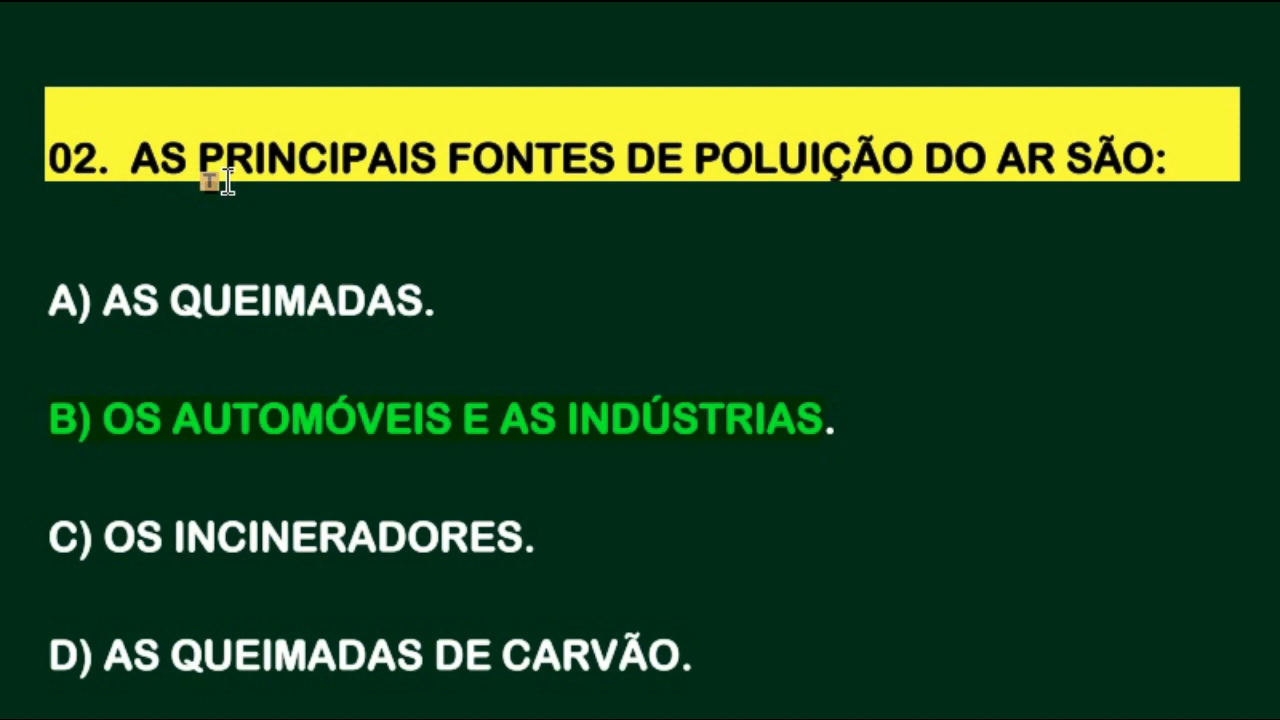 02. AS PRINCIPAIS FONTES DE POLUIÇÃO DO AR SÃO:
T
A) AS QUEIMADAS.
B) OS AUTOMÓVEIS E AS INDÚSTRIAS.
C) OS INCINERADORES.
D) AS QUEIMADAS DE CARVÃO.